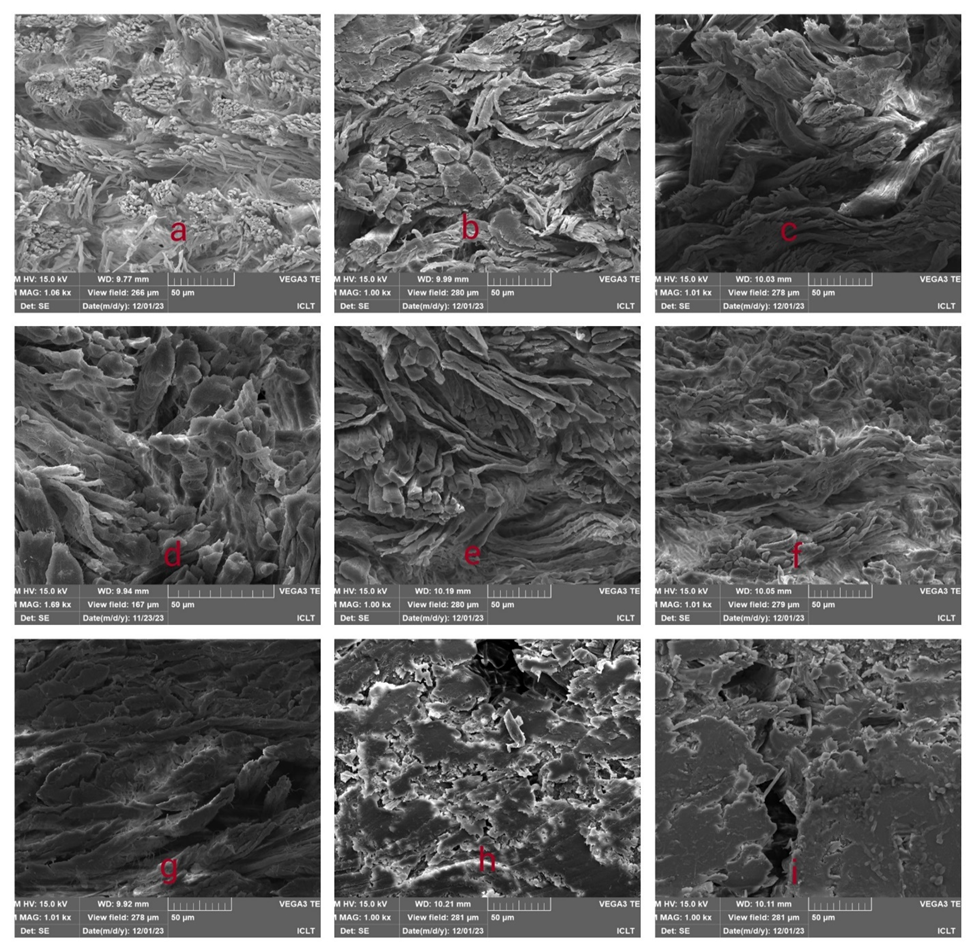 a
M HV: 15.0 kV WD: 9.77 mm VEGA3 TE
M MAG: 1.06 kx View field: 266 µm 50 µm
Det: SE Date(m/d/y): 12/01/23 ICLT
b
M HV: 15.0 kV WD: 9.99 mm VEGA3 TE
M MAG: 1.00 kx View field: 280 µm 50 µm
Det: SE Date(m/d/y): 12/01/23 ICLT
c
M HV: 15.0 kV WD: 10.03 mm VEGA3 TE
M MAG: 1.01 kx View field: 278 µm 50 µm
Det: SE Date(m/d/y): 12/01/23 ICLT
d
M HV: 15.0 kV WD: 9.94 mm VEGA3 TE
M MAG: 1.69 kx View field: 167 µm 50 µm
Det: SE Date(m/d/y): 11/23/23 ICLT
e
M HV: 15.0 kV WD: 10.19 mm VEGA3 TE
M MAG: 1.00 kx View field: 280 µm 50 µm
Det: SE Date(m/d/y): 12/01/23 ICLT
f
M HV: 15.0 kV WD: 10.05 mm VEGA3 TE
M MAG: 1.01 kx View field: 279 µm 50 µm
Det: SE Date(m/d/y): 12/01/23 ICLT
g
M HV: 15.0 kV WD: 9.92 mm VEGA3 TE
M MAG: 1.01 kx View field: 278 µm 50 µm
Det: SE Date(m/d/y): 12/01/23 ICLT
h
M HV: 15.0 kV WD: 10.21 mm VEGA3 TE
M MAG: 1.00 kx View field: 281 µm 50 µm
Det: SE Date(m/d/y): 12/01/23 ICLT
i
M HV: 15.0 kV WD: 10.11 mm VEGA3 TE
M MAG: 1.00 kx View field: 281 µm 50 µm
Det: SE Date(m/d/y): 12/01/23 ICLT